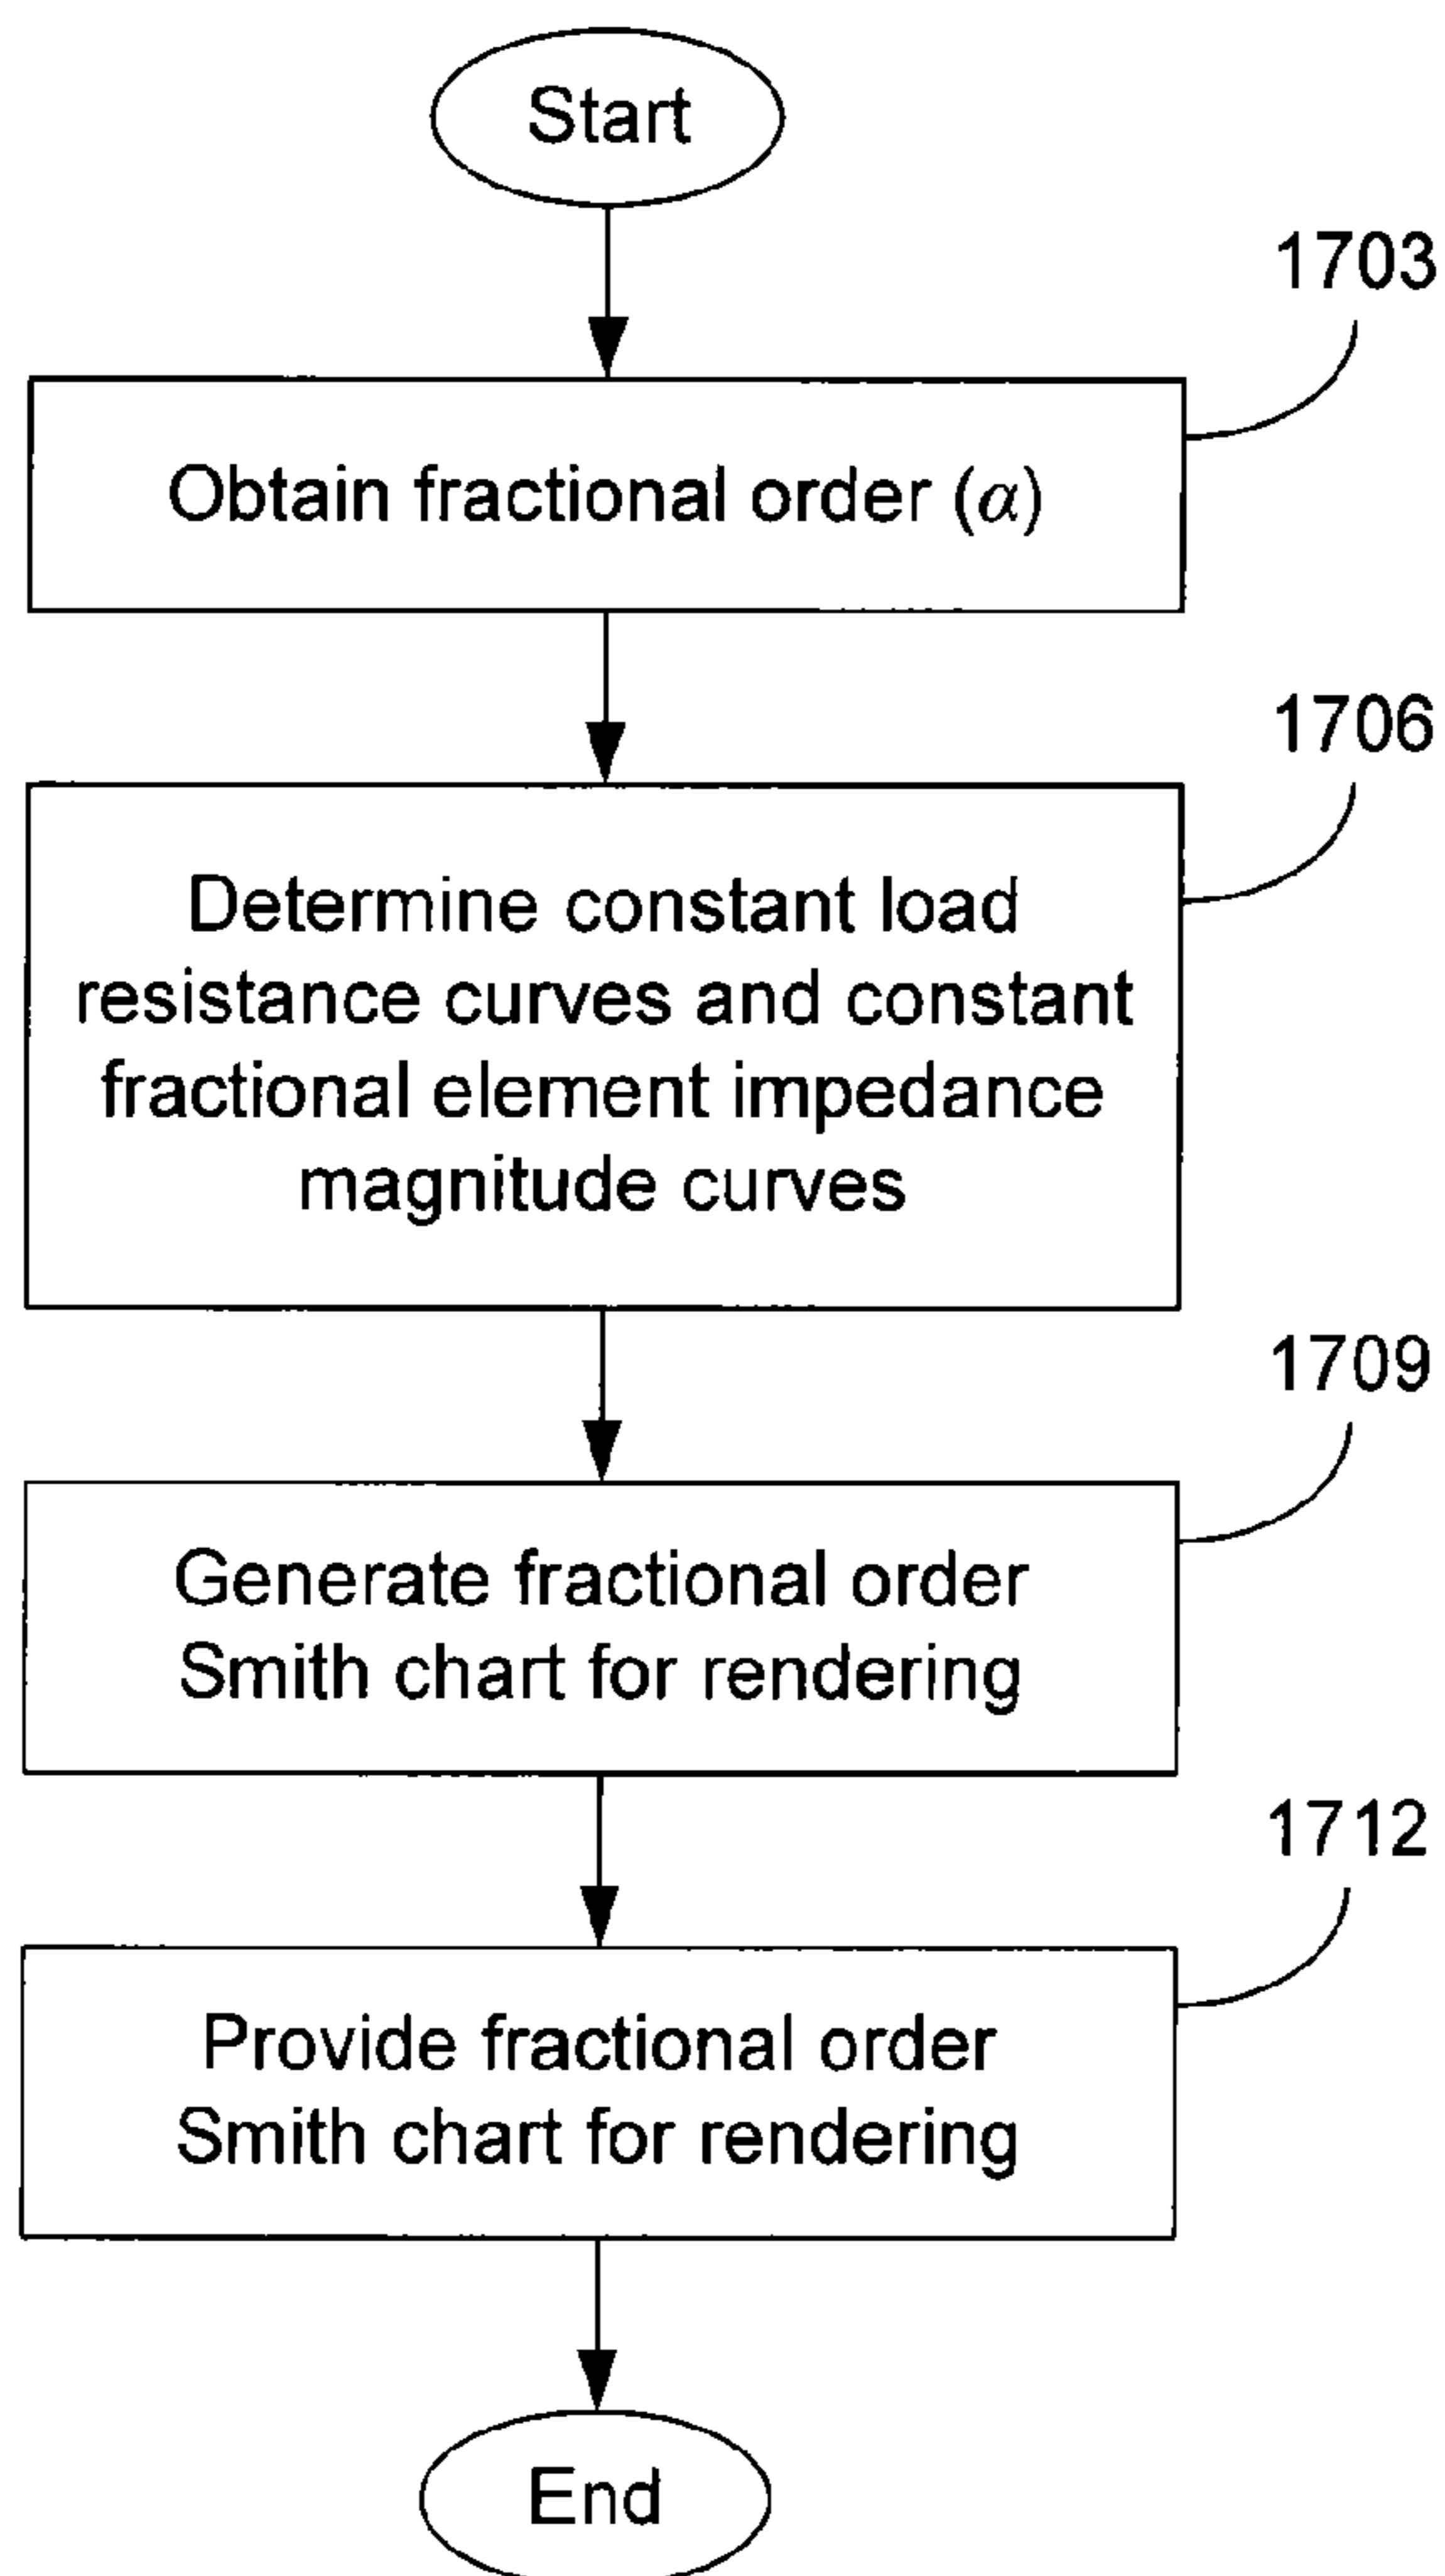 Start
1703
Obtain fractional order (α)
1706
Determine constant load
resistance curves and constant
fractional element impedance
magnitude curves
1709
Generate fractional order
Smith chart for rendering
1712
Provide fractional order
Smith chart for rendering
End